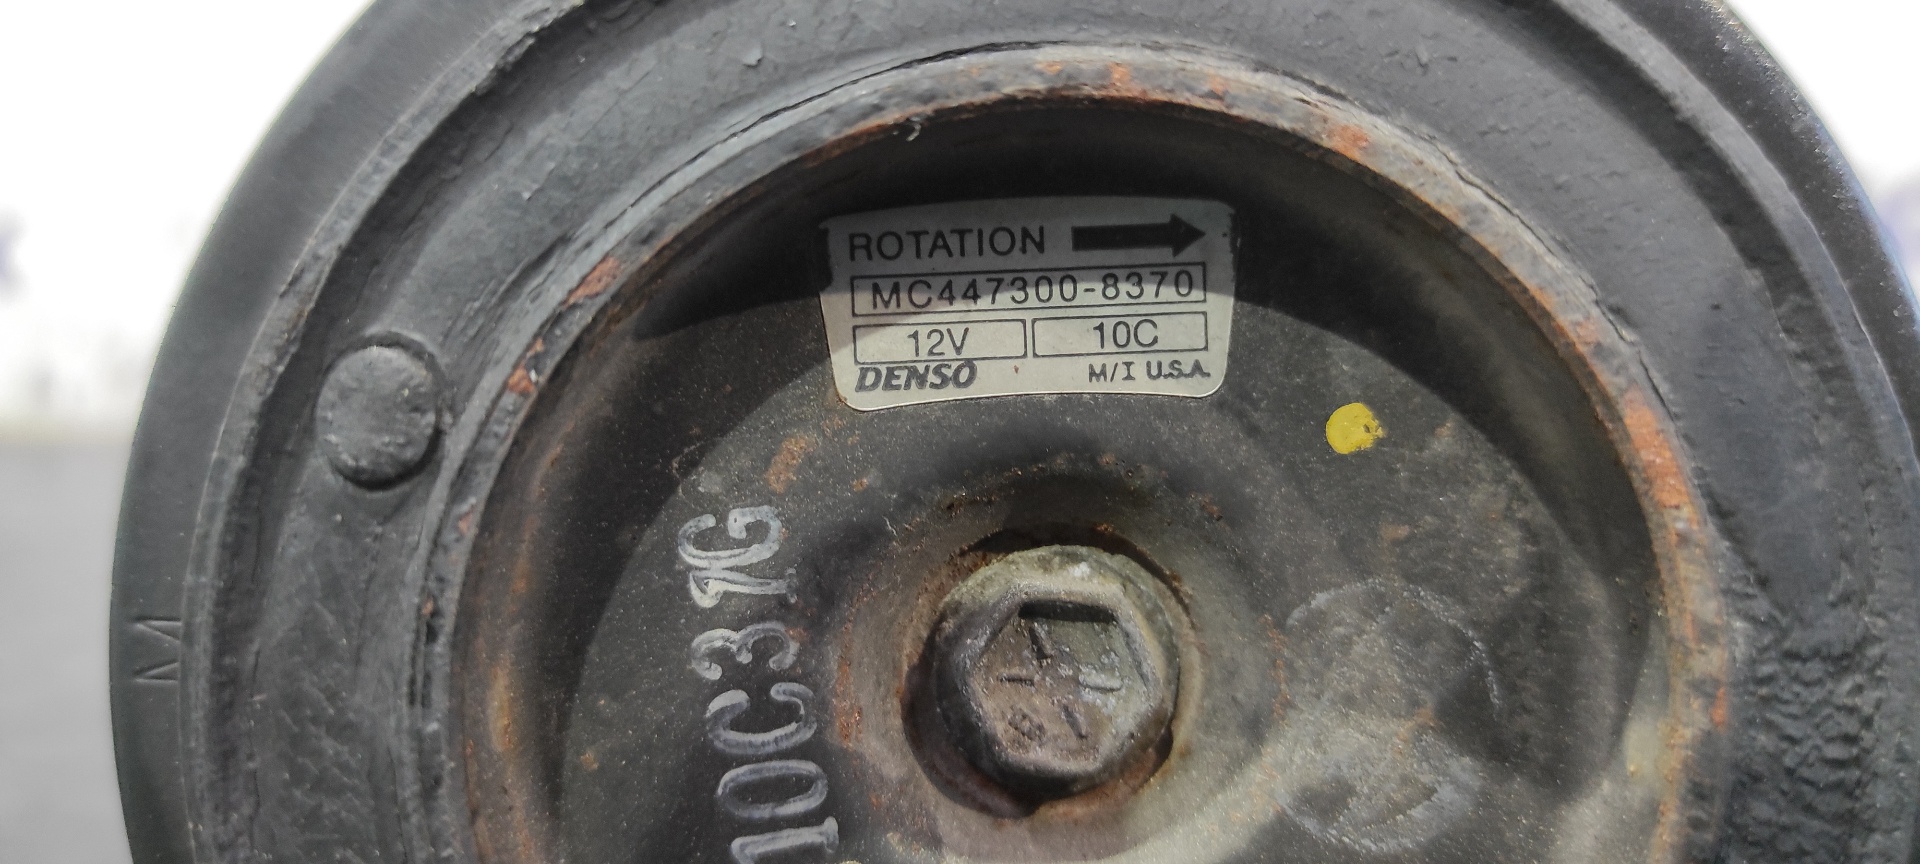 ROTATION
MC447300-8370
12V 10C
DENSO M/I U.S.A.
10C31G
M